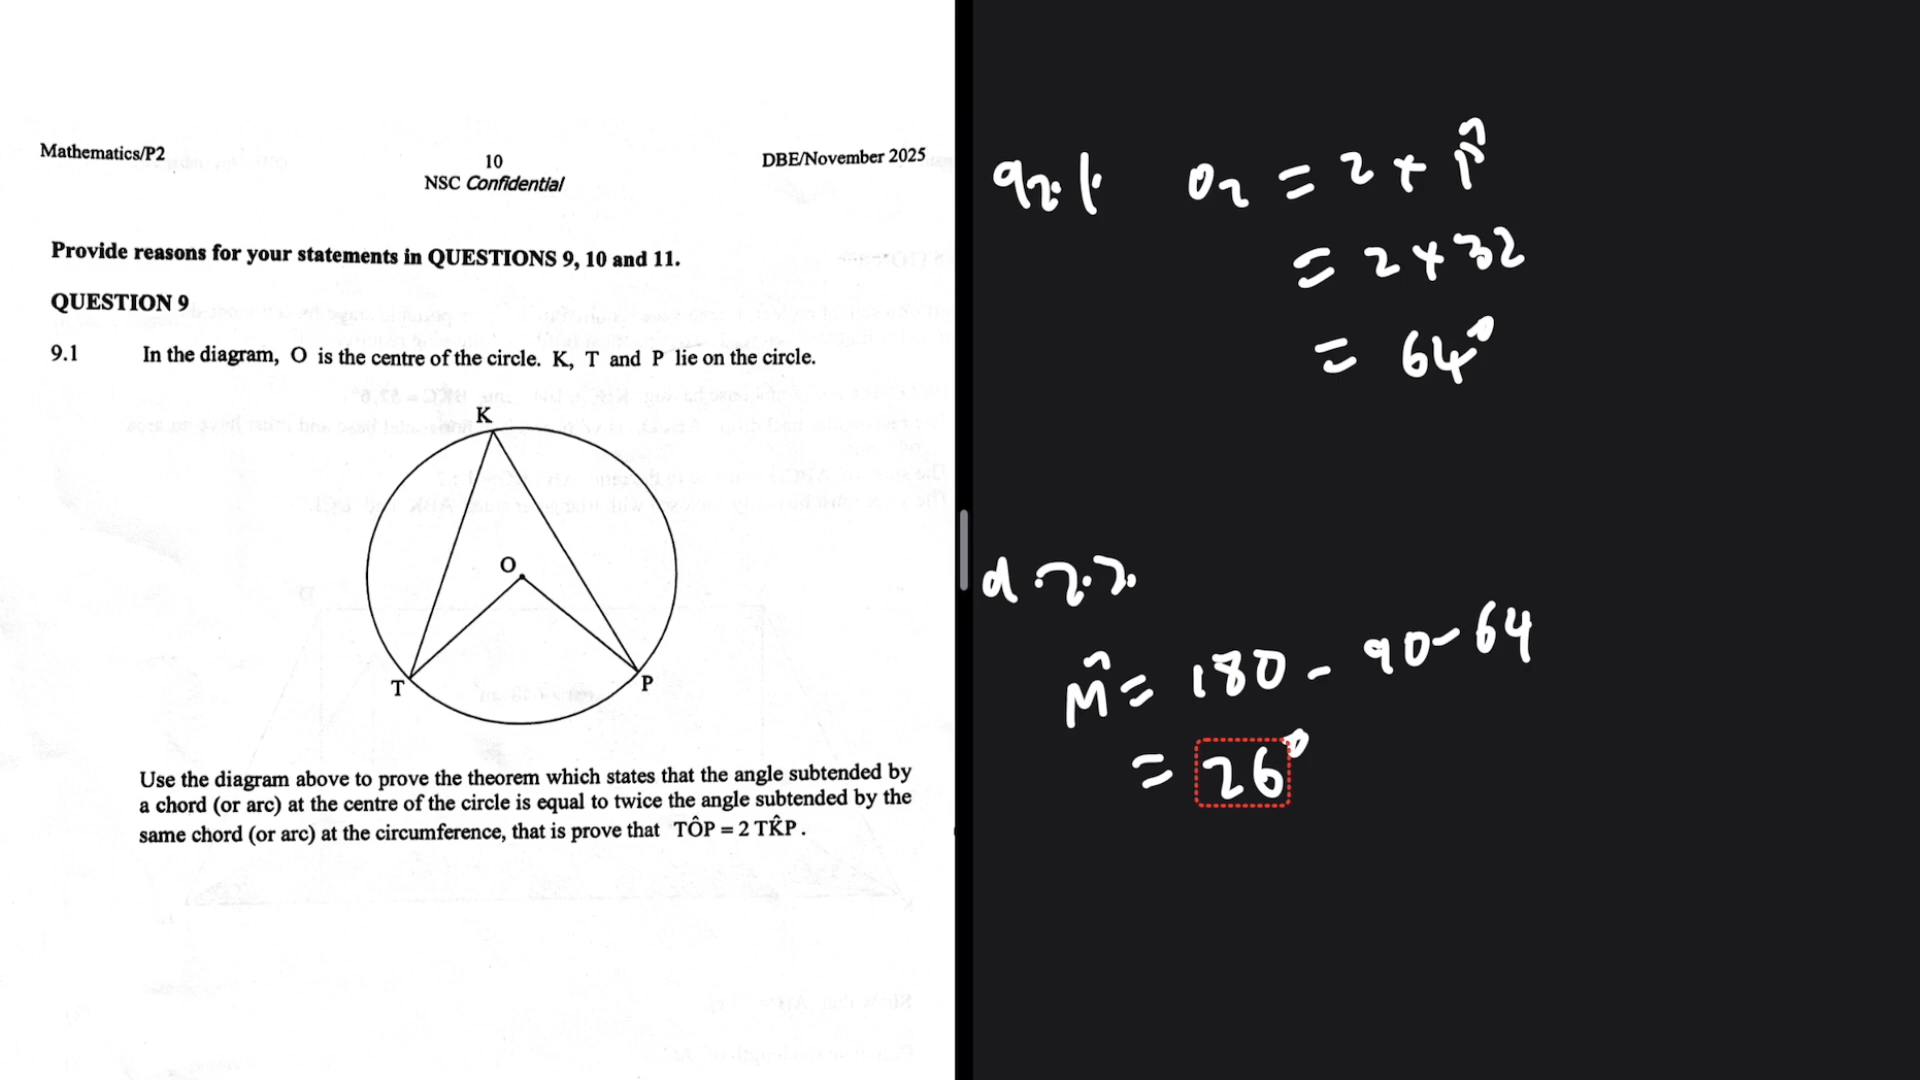 Mathematics/P2
10
NSC Confidential
DBE/November 2025
Provide reasons for your statements in QUESTIONS 9, 10 and 11.
QUESTION 9
9.1 In the diagram, O is the centre of the circle. K, T and P lie on the circle.
K
O
T
P
Use the diagram above to prove the theorem which states that the angle subtended by
a chord (or arc) at the centre of the circle is equal to twice the angle subtended by the
same chord (or arc) at the circumference, that is prove that TÔP = 2 TK̂P .
9.2.1. O2 = 2 × P̂
= 2 × 32
= 64°
9.2.2.
M̂ = 180 - 90 - 64
= 26°